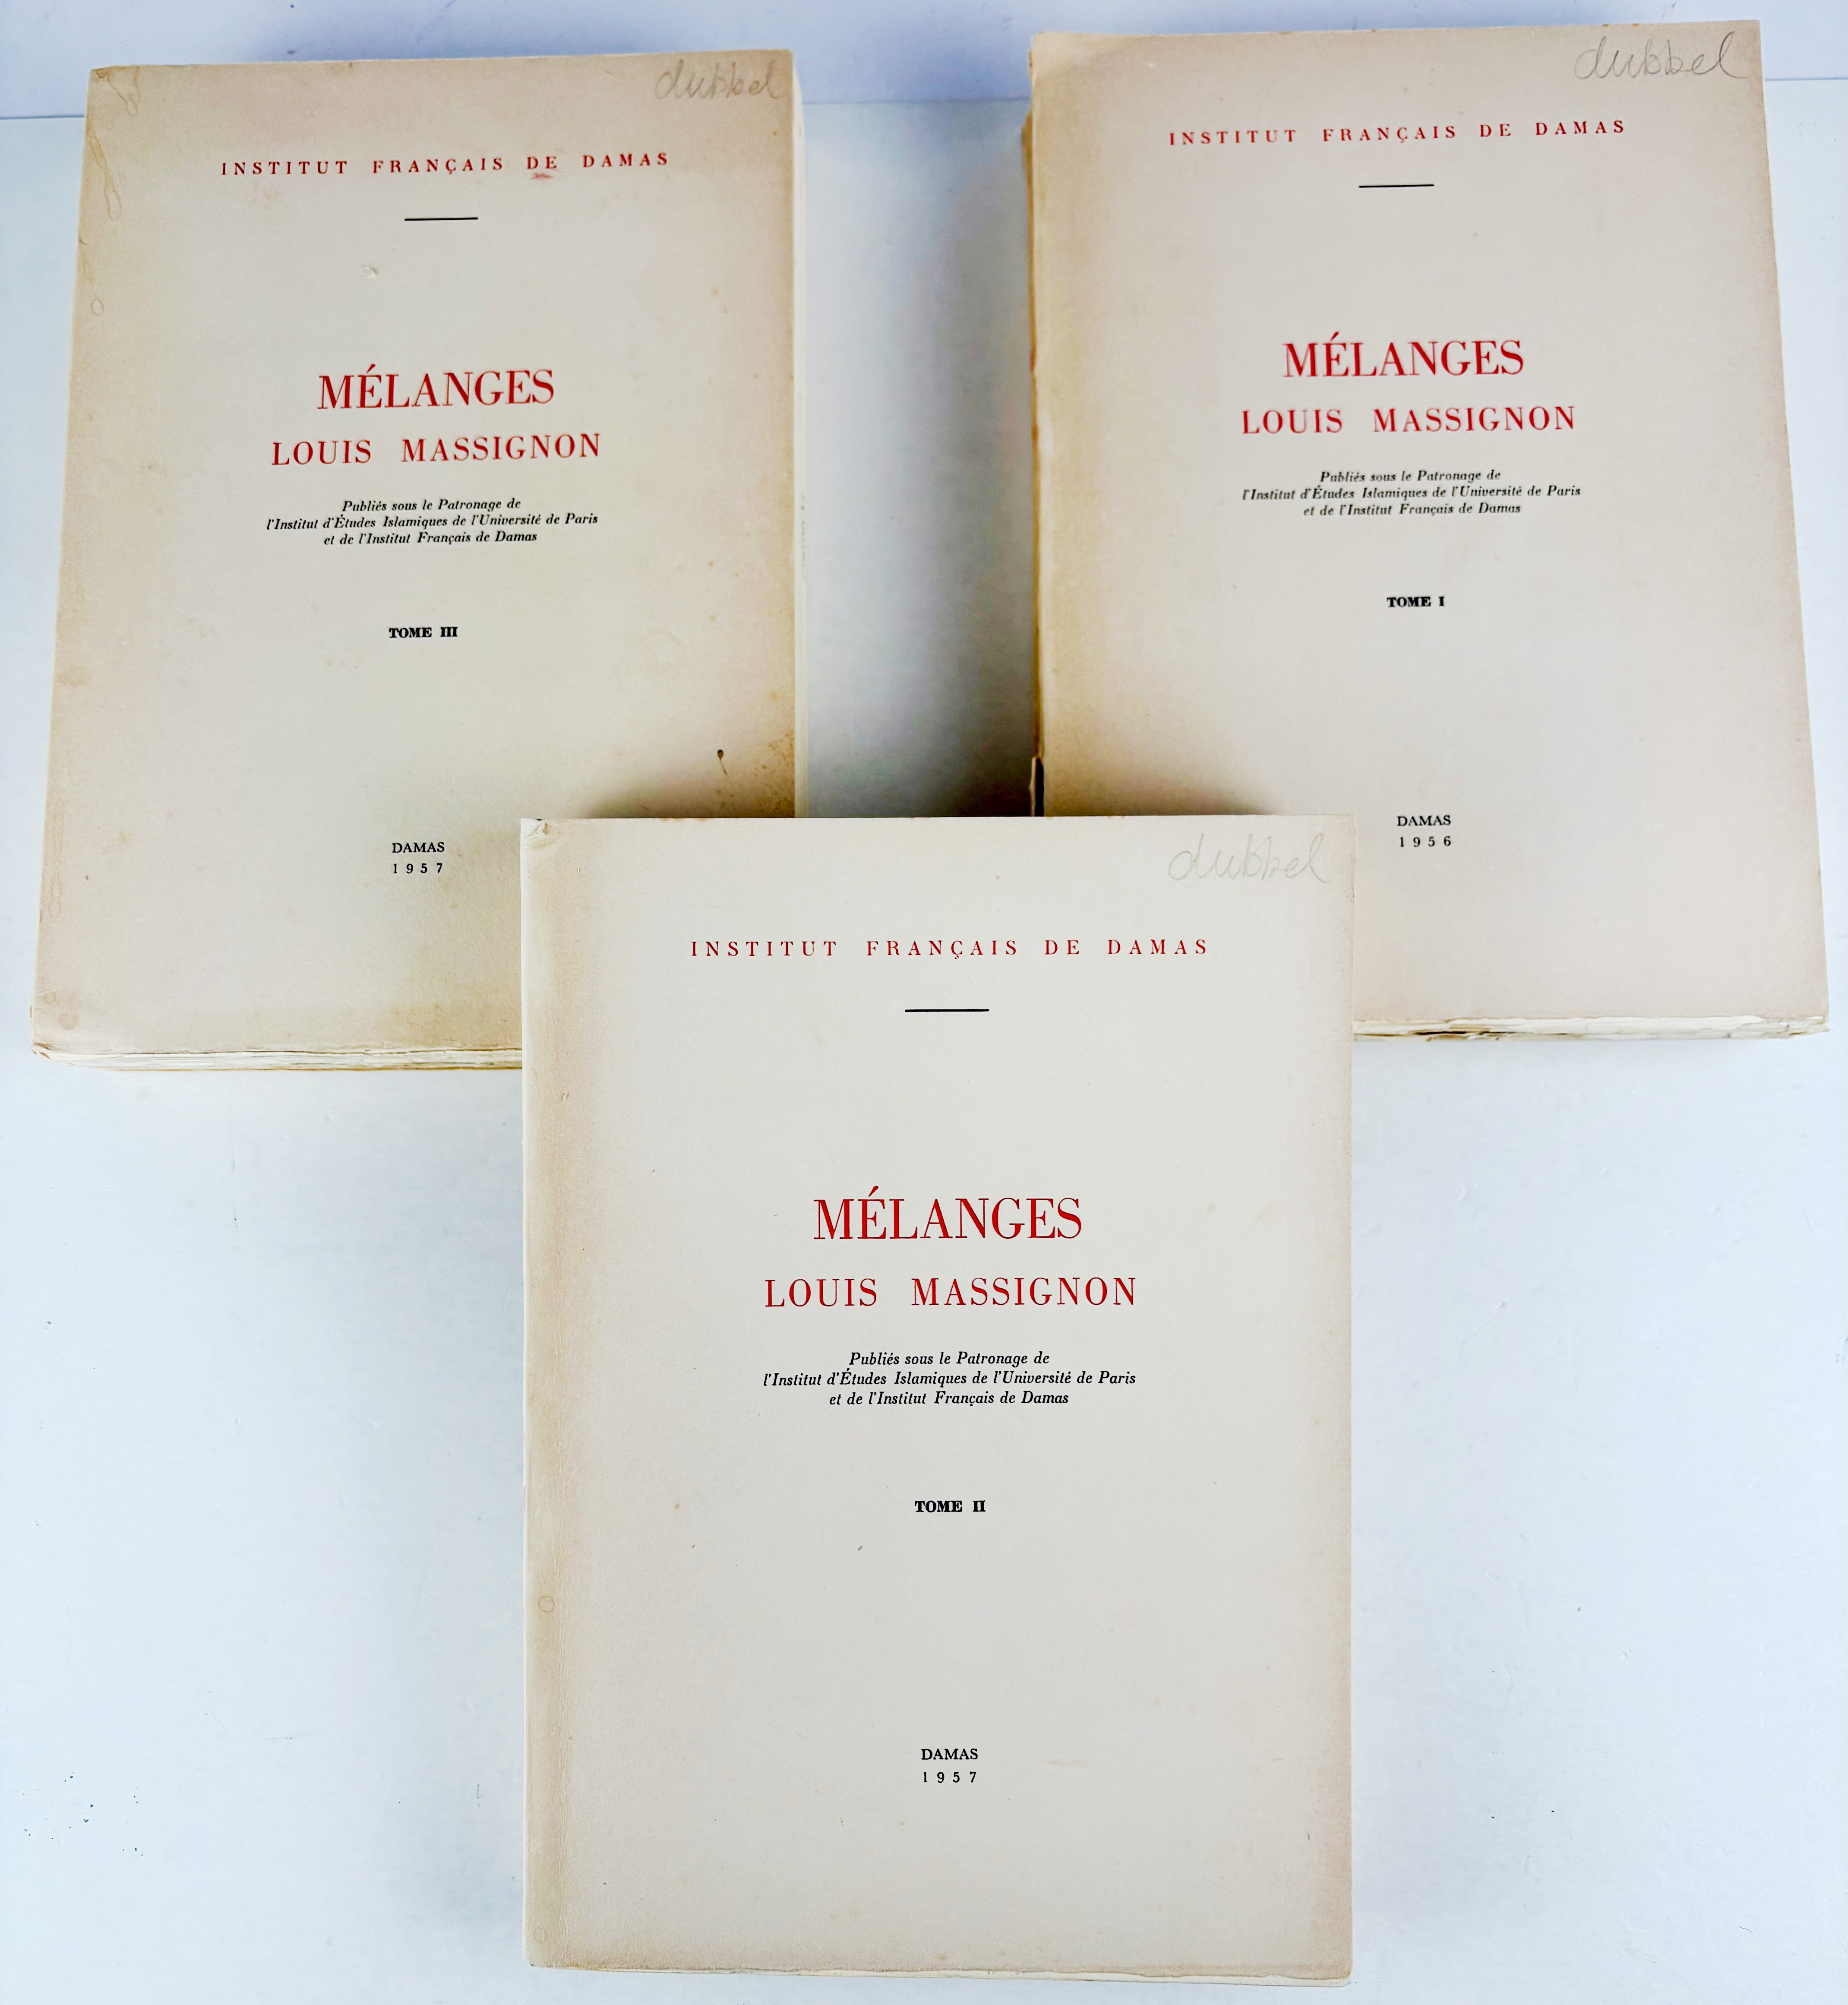 dubbel
INSTITUT FRANÇAIS DE DAMAS
MÉLANGES
LOUIS MASSIGNON
Publiés sous le Patronage de
l'Institut d'Études Islamiques de l'Université de Paris
et de l'Institut Français de Damas
TOME III
DAMAS
1957
dubbel
INSTITUT FRANÇAIS DE DAMAS
MÉLANGES
LOUIS MASSIGNON
Publiés sous le Patronage de
l'Institut d'Études Islamiques de l'Université de Paris
et de l'Institut Français de Damas
TOME I
DAMAS
1956
dubbel
INSTITUT FRANÇAIS DE DAMAS
MÉLANGES
LOUIS MASSIGNON
Publiés sous le Patronage de
l'Institut d'Études Islamiques de l'Université de Paris
et de l'Institut Français de Damas
TOME II
DAMAS
1957